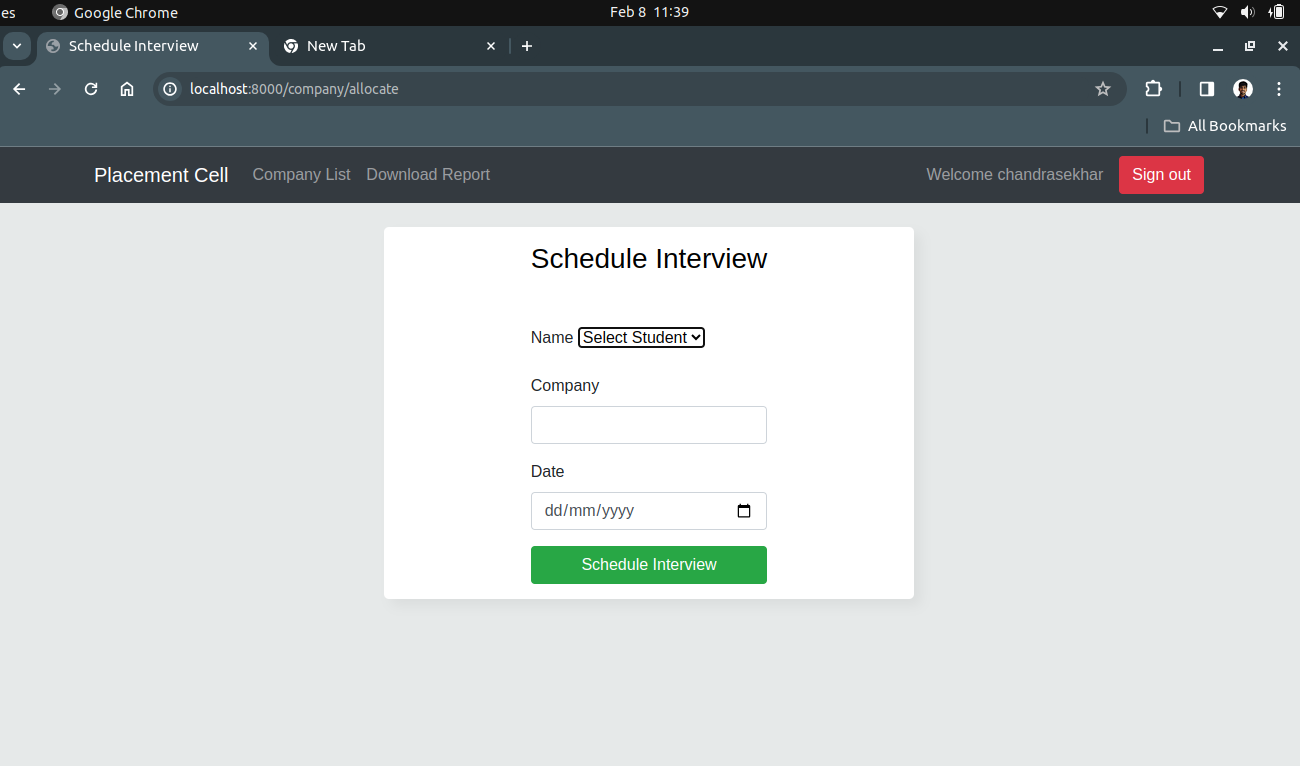 es Google Chrome Feb 8 11:39
Schedule Interview New Tab
localhost:8000/company/allocate
All Bookmarks
Placement Cell Company List Download Report Welcome chandrasekhar Sign out
Schedule Interview
Name Select Student
Company
Date
dd/mm/yyyy
Schedule Interview